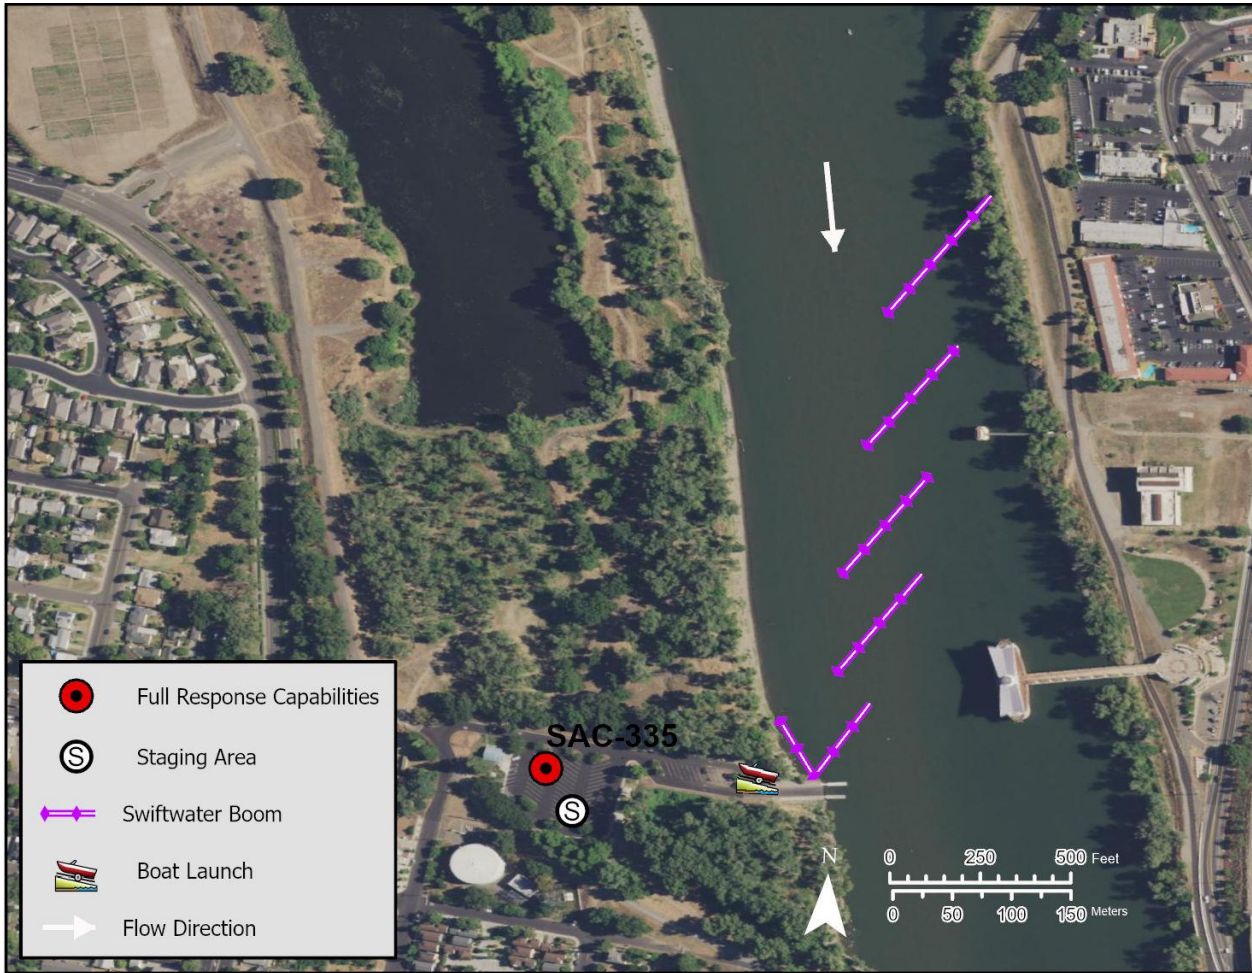 SAC-335
Full Response Capabilities
S Staging Area
Swiftwater Boom
Boat Launch
Flow Direction
S
N
0 250 500 Feet
0 50 100 150 Meters